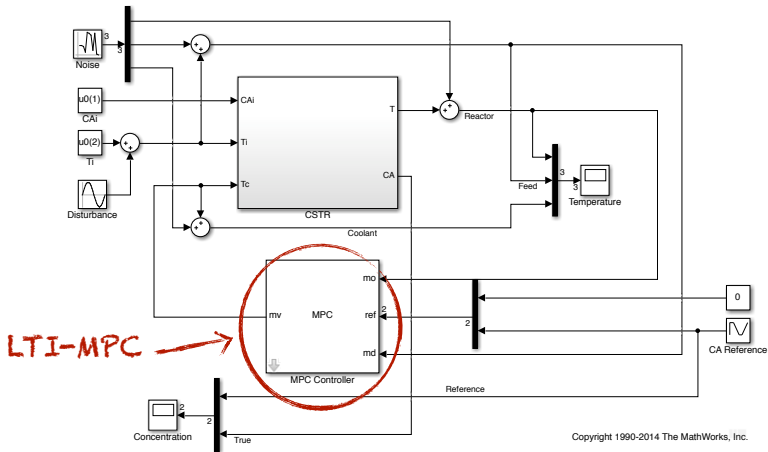 3
3
Noise
u0(1)
CAi
u0(2)
Ti
Disturbance
CAi
Ti
Tc
T
CA
CSTR
Reactor
Feed
3
3
Temperature
Coolant
mo
mv
MPC
ref
2
md
MPC Controller
2
0
CA Reference
LTI-MPC
Reference
2
2
Concentration
True
Copyright 1990-2014 The MathWorks, Inc.